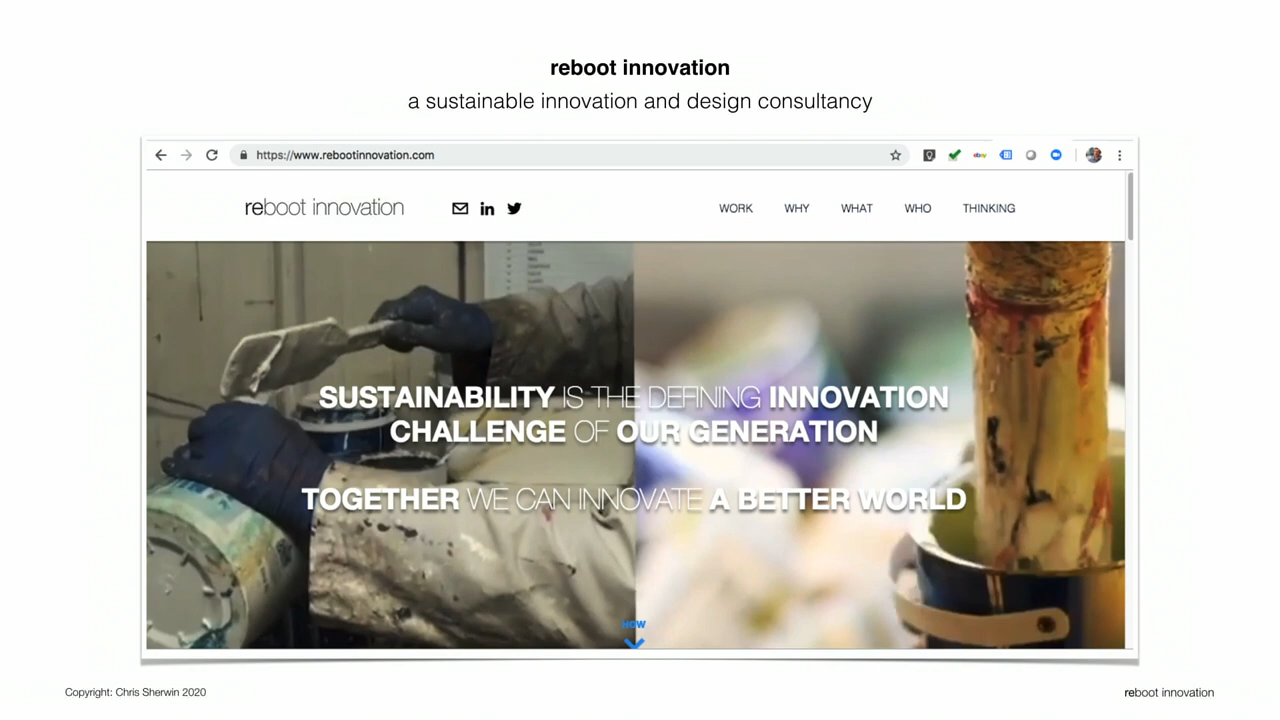 reboot innovation
a sustainable innovation and design consultancy
https://www.rebootinnovation.com
ebay
reboot innovation
in
WORK WHY WHAT WHO THINKING
SUSTAINABILITY IS THE DEFINING INNOVATION
CHALLENGE OF OUR GENERATION
TOGETHER WE CAN INNOVATE A BETTER WORLD
HOW
Copyright: Chris Sherwin 2020
reboot innovation